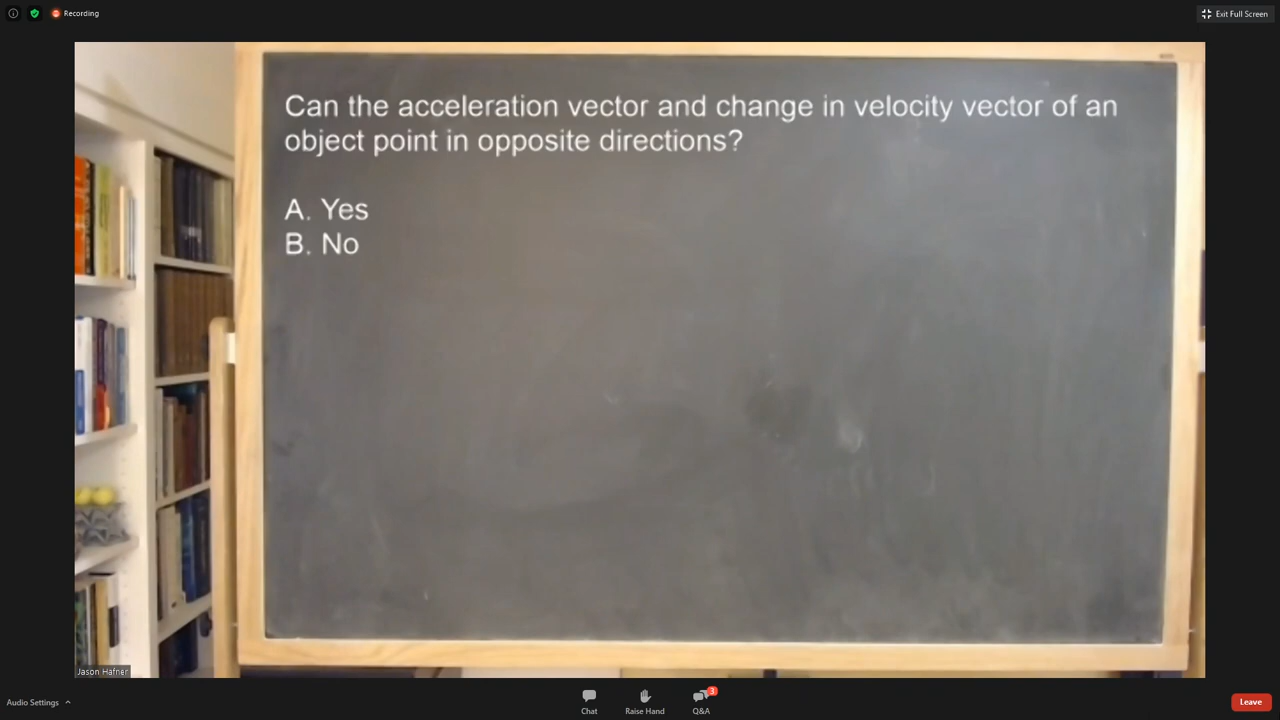 Recording
Exit Full Screen
Can the acceleration vector and change in velocity vector of an
object point in opposite directions?
A. Yes
B. No
Jason Hafner
Audio Settings
Chat
Raise Hand
3
Q&A
Leave